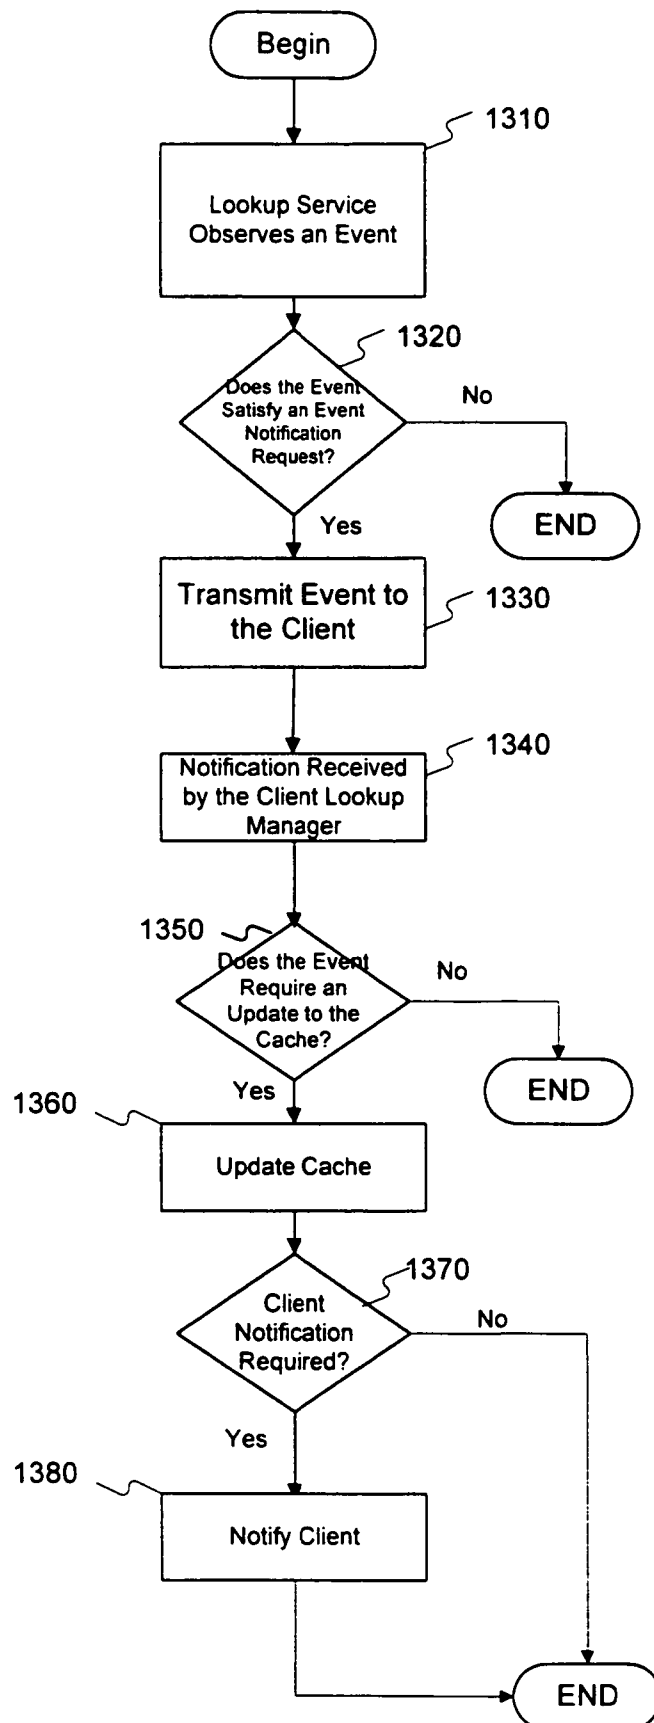 Begin
1310
Lookup Service
Observes an Event
1320
Does the Event
Satisfy an Event
Notification
Request?
No
END
Yes
Transmit Event to
the Client
1330
1340
Notification Received
by the Client Lookup
Manager
1350
Does the Event
Require an
Update to the
Cache?
No
END
Yes
1360
Update Cache
1370
Client
Notification
Required?
No
Yes
1380
Notify Client
END